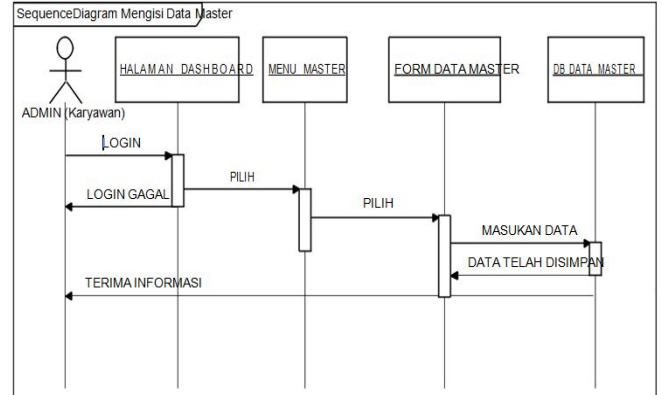 SequenceDiagram Mengisi Data Master
HALAMAN DASHBOARD
MENU MASTER
FORM DATA MASTER
DB DATA MASTER
ADMIN (Karyawan)
LOGIN
PILIH
LOGIN GAGAL
PILIH
MASUKAN DATA
DATA TELAH DISIMPAN
TERIMA INFORMASI